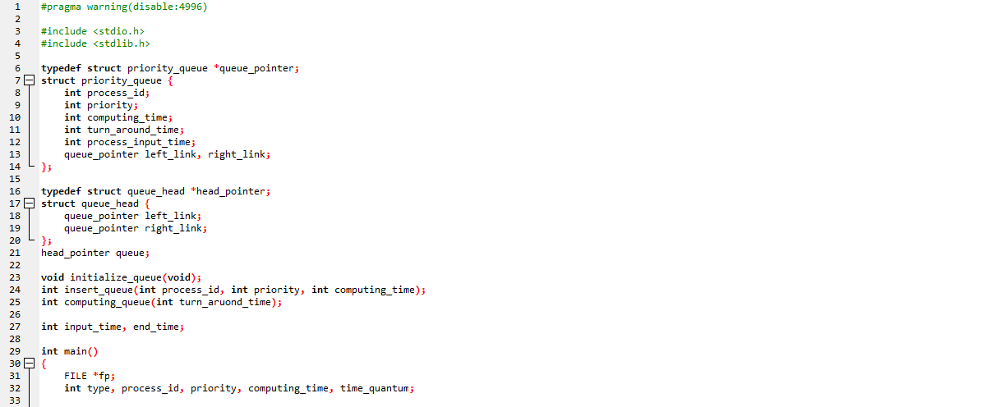 1 #pragma warning(disable:4996)
2
3 #include <stdio.h>
4 #include <stdlib.h>
5
6 typedef struct priority_queue *queue_pointer;
7 struct priority_queue {
8 int process_id;
9 int priority;
10 int computing_time;
11 int turn_around_time;
12 int process_input_time;
13 queue_pointer left_link, right_link;
14 };
15
16 typedef struct queue_head *head_pointer;
17 struct queue_head {
18 queue_pointer left_link;
19 queue_pointer right_link;
20 };
21 head_pointer queue;
22
23 void initialize_queue(void);
24 int insert_queue(int process_id, int priority, int computing_time);
25 int computing_queue(int turn_aruond_time);
26
27 int input_time, end_time;
28
29 int main()
30 {
31 FILE *fp;
32 int type, process_id, priority, computing_time, time_quantum;
33